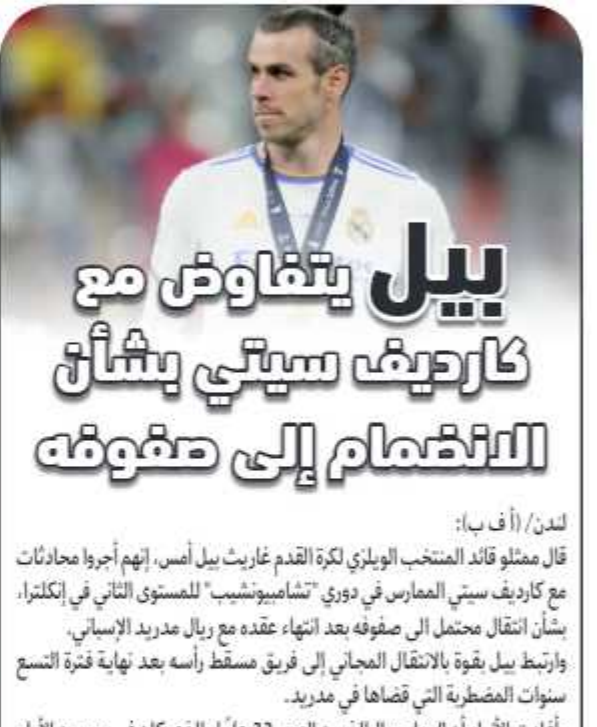 بيل يتفاوض مع
كارديف سيتي بشأن
الانضمام إلى صفوفه
لندن/ (أ ف ب):
قال ممثلو قائد المنتخب الويلزي لكرة القدم غاريث بيل أمس، إنهم أجروا محادثات
مع كارديف سيتي الممارس في دوري "تشامبيونشيب" للمستوى الثاني في إنكلترا،
بشأن انتقال محتمل الى صفوفه بعد انتهاء عقده مع ريال مدريد الإسباني.
وارتبط بيل بقوة بالانتقال المجاني إلى فريق مسقط رأسه بعد نهاية فترة التسع
سنوات المضطربة التي قضاها في مدريد.